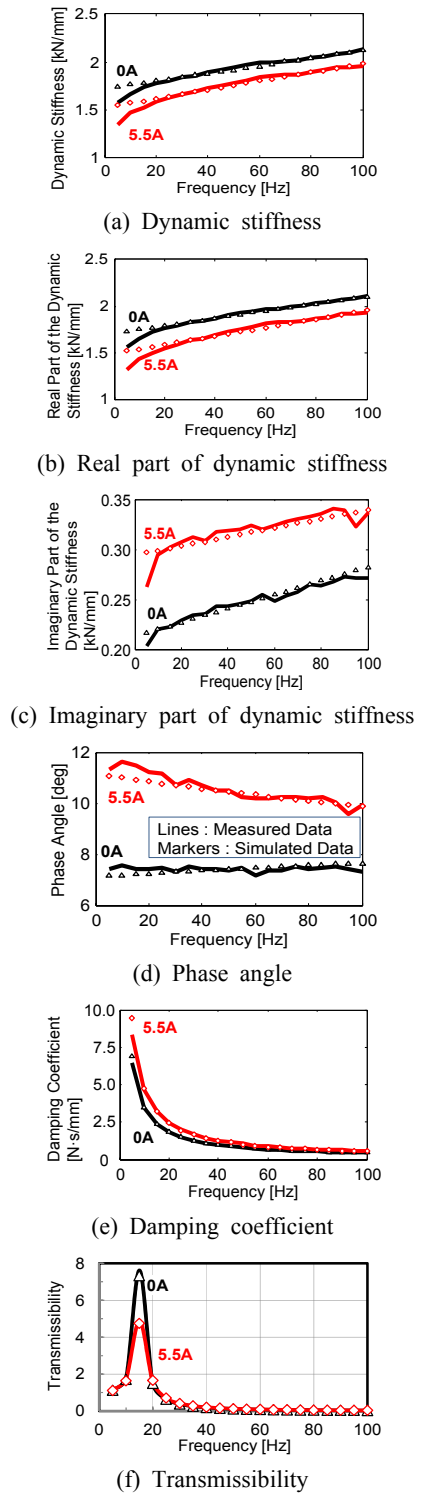 2.5
Dynamic Stiffness [kN/mm]
0A
2
1.5
5.5A
1
0 20 40 60 80 100
Frequency [Hz]
(a) Dynamic stiffness
2.5
Real Part of the Dynamic
Stiffness [kN/mm]
0A
2
1.5
5.5A
1
0 20 40 60 80 100
Frequency [Hz]
(b) Real part of dynamic stiffness
0.35
Imaginary Part of the
Dynamic Stiffness
[kN/mm]
5.5A
0.30
0.25
0A
0.20
0 20 40 60 80 100
Frequency [Hz]
(c) Imaginary part of dynamic stiffness
12
Phase Angle [deg]
10
5.5A
Lines : Measured Data
Markers : Simulated Data
0A
8
6
0 20 40 60 80 100
Frequency [Hz]
(d) Phase angle
10.0
Damping Coefficient
[N·s/mm]
5.5A
7.5
5.0
2.5
0A
0
0 20 40 60 80 100
Frequency [Hz]
(e) Damping coefficient
8
Transmissibility
0A
6
5.5A
4
2
0
0 20 40 60 80 100
Frequency [Hz]
(f) Transmissibility